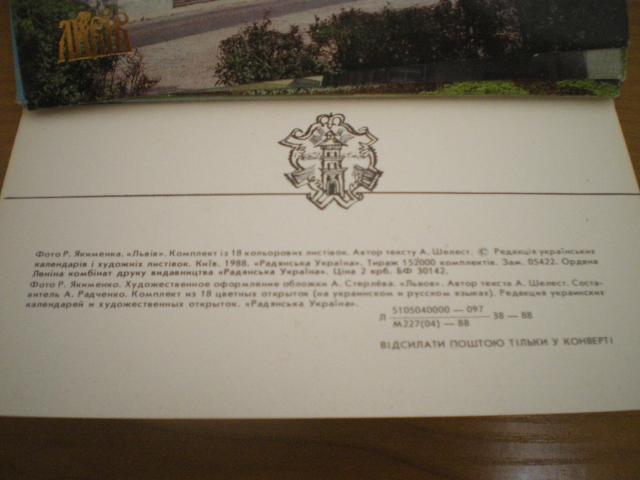 Львів
Фото Р. Якименка. «Львів». Комплект із 18 кольорових листівок. Автор тексту А. Шелест. © Редакція українських
календарів і художніх листівок. Київ. 1988. «Радянська Україна». Тираж 152000 комплектів. Зам. 05422. Ордена
Леніна комбінат друку видавництва «Радянська Україна». Ціна 2 крб. БФ 30142.
Фото Р. Якименко. Художественное оформление обложки А. Стерлёва. «Львов». Автор текста А. Шелест. Соста-
витель А. Радченко. Комплект из 18 цветных открыток (на украинском и русском языках). Редакция украинских
календарей и художественных открыток. «Радянська Україна».
5105040000 — 097
Л 38 — 88
М227(04) — 88
ВІДСИЛАТИ ПОШТОЮ ТІЛЬКИ У КОНВЕРТІ